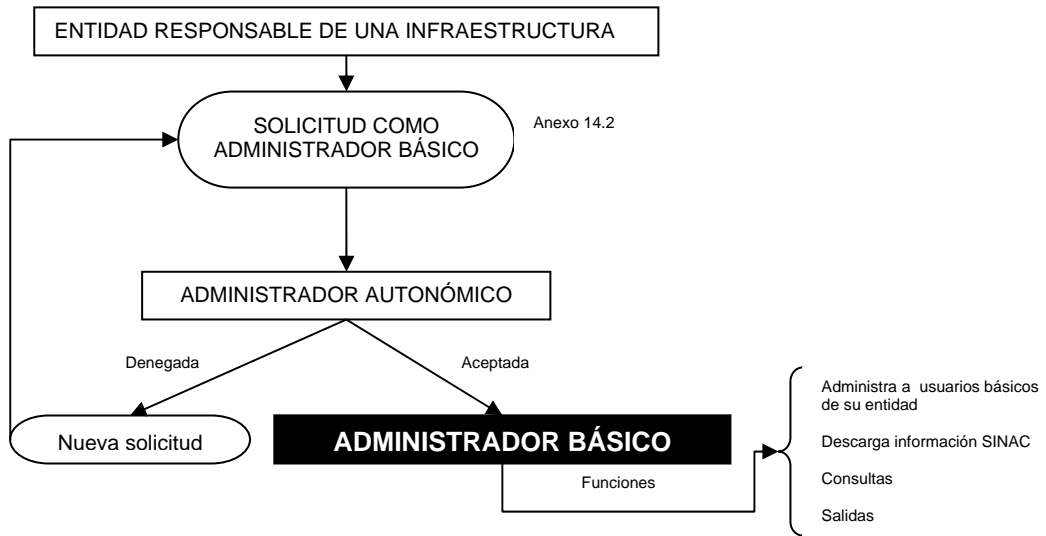 ENTIDAD RESPONSABLE DE UNA INFRAESTRUCTURA
SOLICITUD COMO
ADMINISTRADOR BÁSICO
Anexo 14.2
ADMINISTRADOR AUTONÓMICO
Denegada
Aceptada
Nueva solicitud
ADMINISTRADOR BÁSICO
Funciones
Administra a usuarios básicos
de su entidad
Descarga información SINAC
Consultas
Salidas